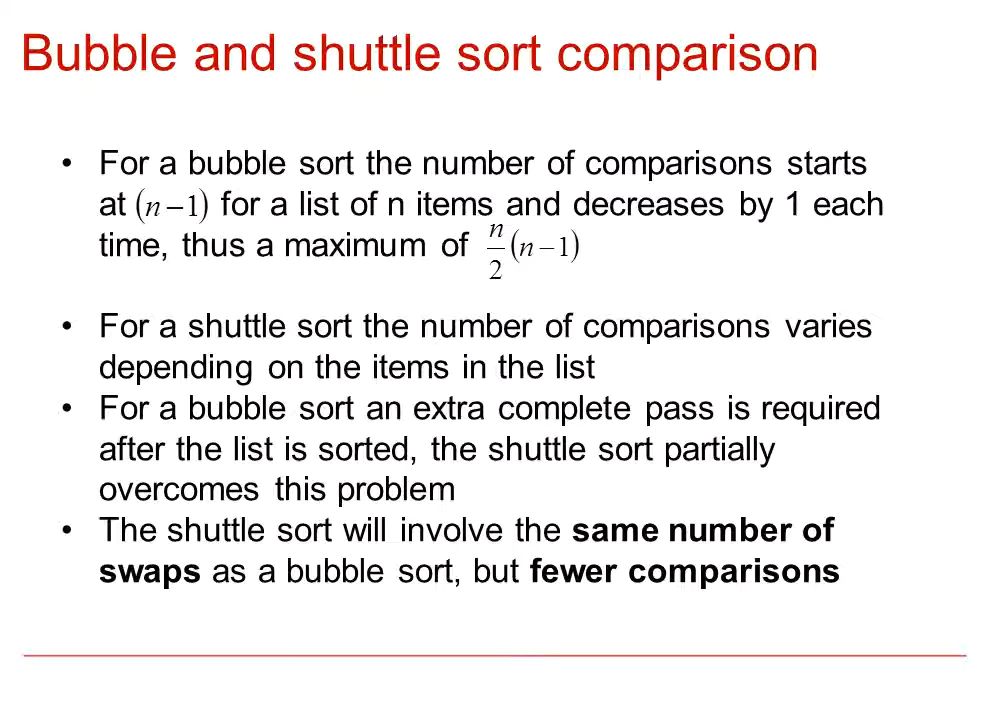 Bubble and shuttle sort comparison
• For a bubble sort the number of comparisons starts
at (n – 1) for a list of n items and decreases by 1 each
time, thus a maximum of n/2 (n – 1)
• For a shuttle sort the number of comparisons varies
depending on the items in the list
• For a bubble sort an extra complete pass is required
after the list is sorted, the shuttle sort partially
overcomes this problem
• The shuttle sort will involve the same number of
swaps as a bubble sort, but fewer comparisons